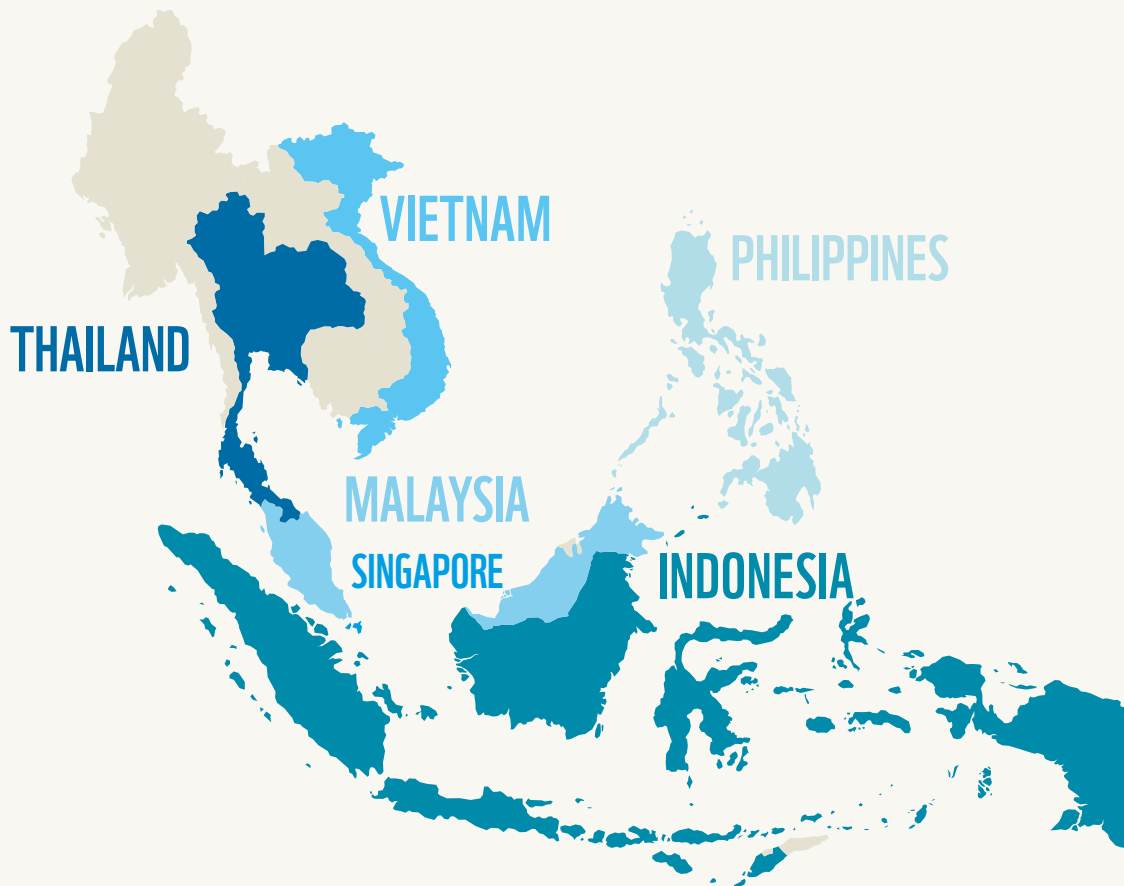 VIETNAM
PHILIPPINES
THAILAND
MALAYSIA
SINGAPORE
INDONESIA